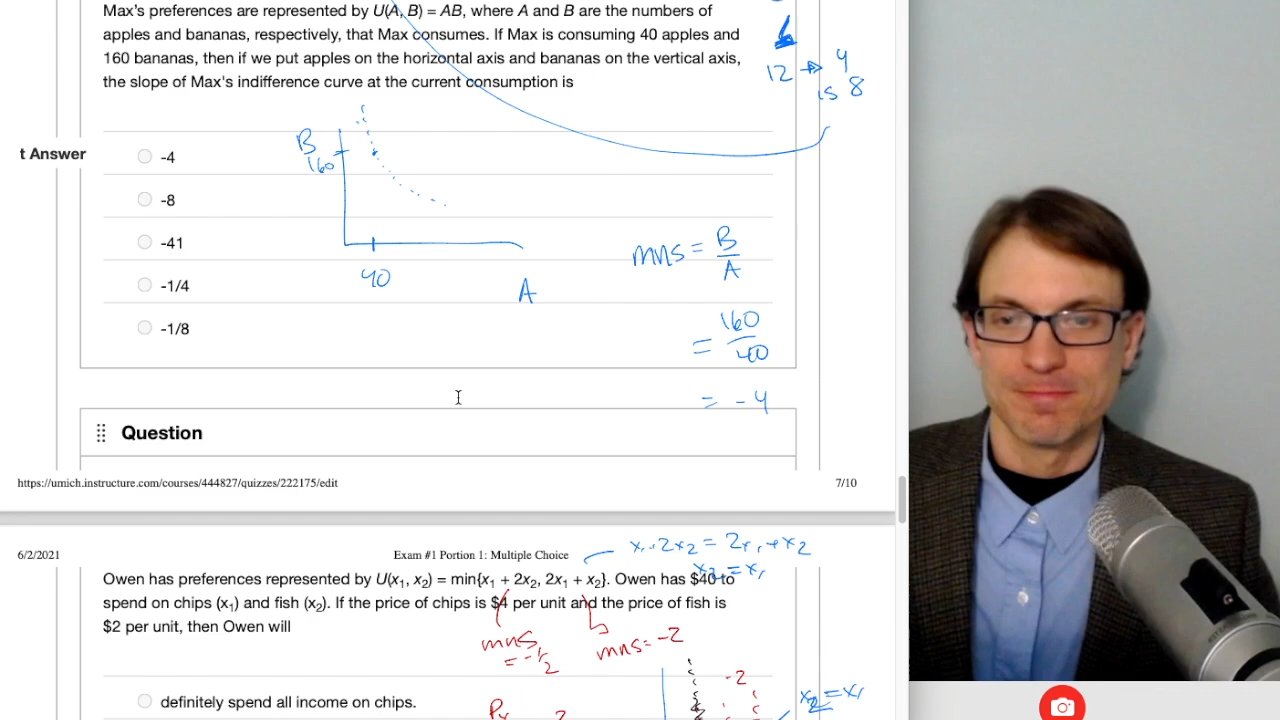 Max's preferences are represented by U(A, B) = AB, where A and B are the numbers of
apples and bananas, respectively, that Max consumes. If Max is consuming 40 apples and
160 bananas, then if we put apples on the horizontal axis and bananas on the vertical axis,
the slope of Max's indifference curve at the current consumption is
12 → 4
is 8
t Answer
-4
-8
-41
-1/4
-1/8
B
160
40
A
MRS = B/A
= 160/40
= -4
Question
https://umich.instructure.com/courses/444827/quizzes/222175/edit
7/10
6/2/2021
Exam #1 Portion 1: Multiple Choice
x₁+2x₂ = 2x₁+x₂
x₂ = x₁
Owen has preferences represented by U(x₁, x₂) = min{x₁ + 2x₂, 2x₁ + x₂}. Owen has $40 to
spend on chips (x₁) and fish (x₂). If the price of chips is $4 per unit and the price of fish is
$2 per unit, then Owen will
MRS
= -1/2
MRS = -2
-2
x₂ = x₁
definitely spend all income on chips.